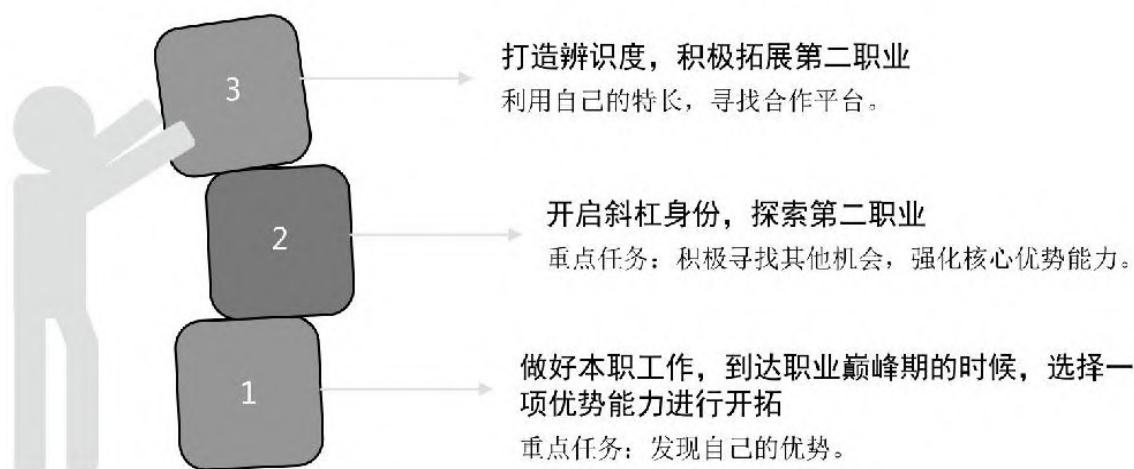 3
打造辨识度，积极拓展第二职业
利用自己的特长，寻找合作平台。
2
开启斜杠身份，探索第二职业
重点任务：积极寻找其他机会，强化核心优势能力。
1
做好本职工作，到达职业巅峰期的时候，选择一
项优势能力进行开拓
重点任务：发现自己的优势。